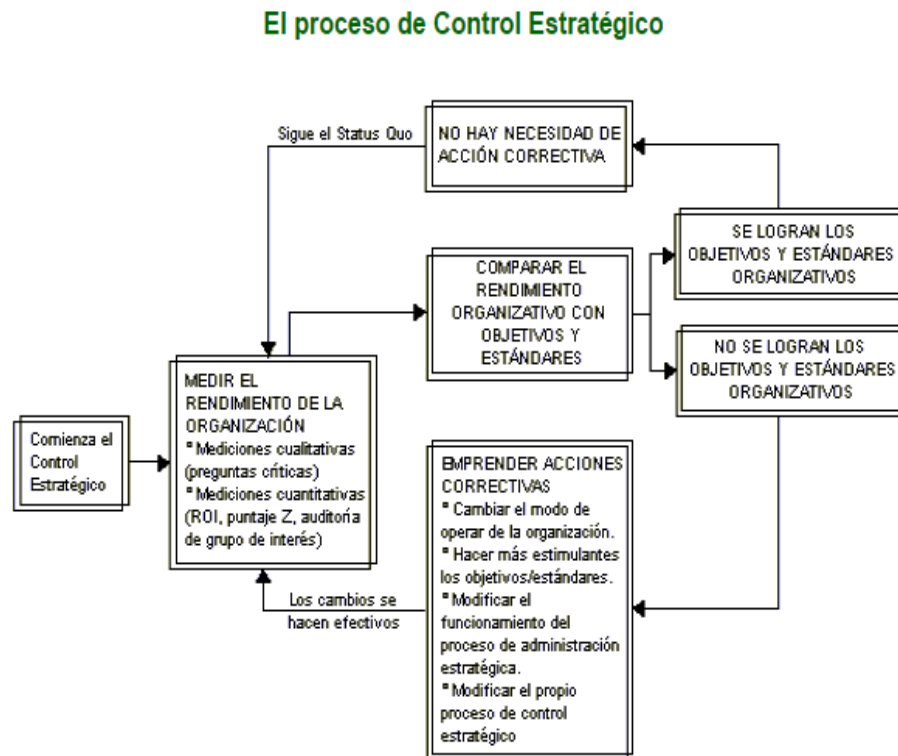 El proceso de Control Estratégico
Sigue el Status Quo
NO HAY NECESIDAD DE
ACCIÓN CORRECTIVA
SE LOGRAN LOS
OBJETIVOS Y ESTÁNDARES
ORGANIZATIVOS
COMPARAR EL
RENDIMIENTO
ORGANIZATIVO CON
OBJETIVOS Y
ESTÁNDARES
NO SE LOGRAN LOS
OBJETIVOS Y ESTÁNDARES
ORGANIZATIVOS
MEDIR EL
RENDIMIENTO DE LA
ORGANIZACIÓN
* Mediciones cualitativas
(preguntas críticas)
* Mediciones cuantitativas
(ROI, puntaje Z, auditoría
de grupo de interés)
Comienza el
Control
Estratégico
EMPRENDER ACCIONES
CORRECTIVAS
* Cambiar el modo de
operar de la organización.
* Hacer más estimulantes
los objetivos/estándares.
* Modificar el
funcionamiento del
proceso de administración
estratégica.
* Modificar el propio
proceso de control
estratégico
Los cambios se
hacen efectivos